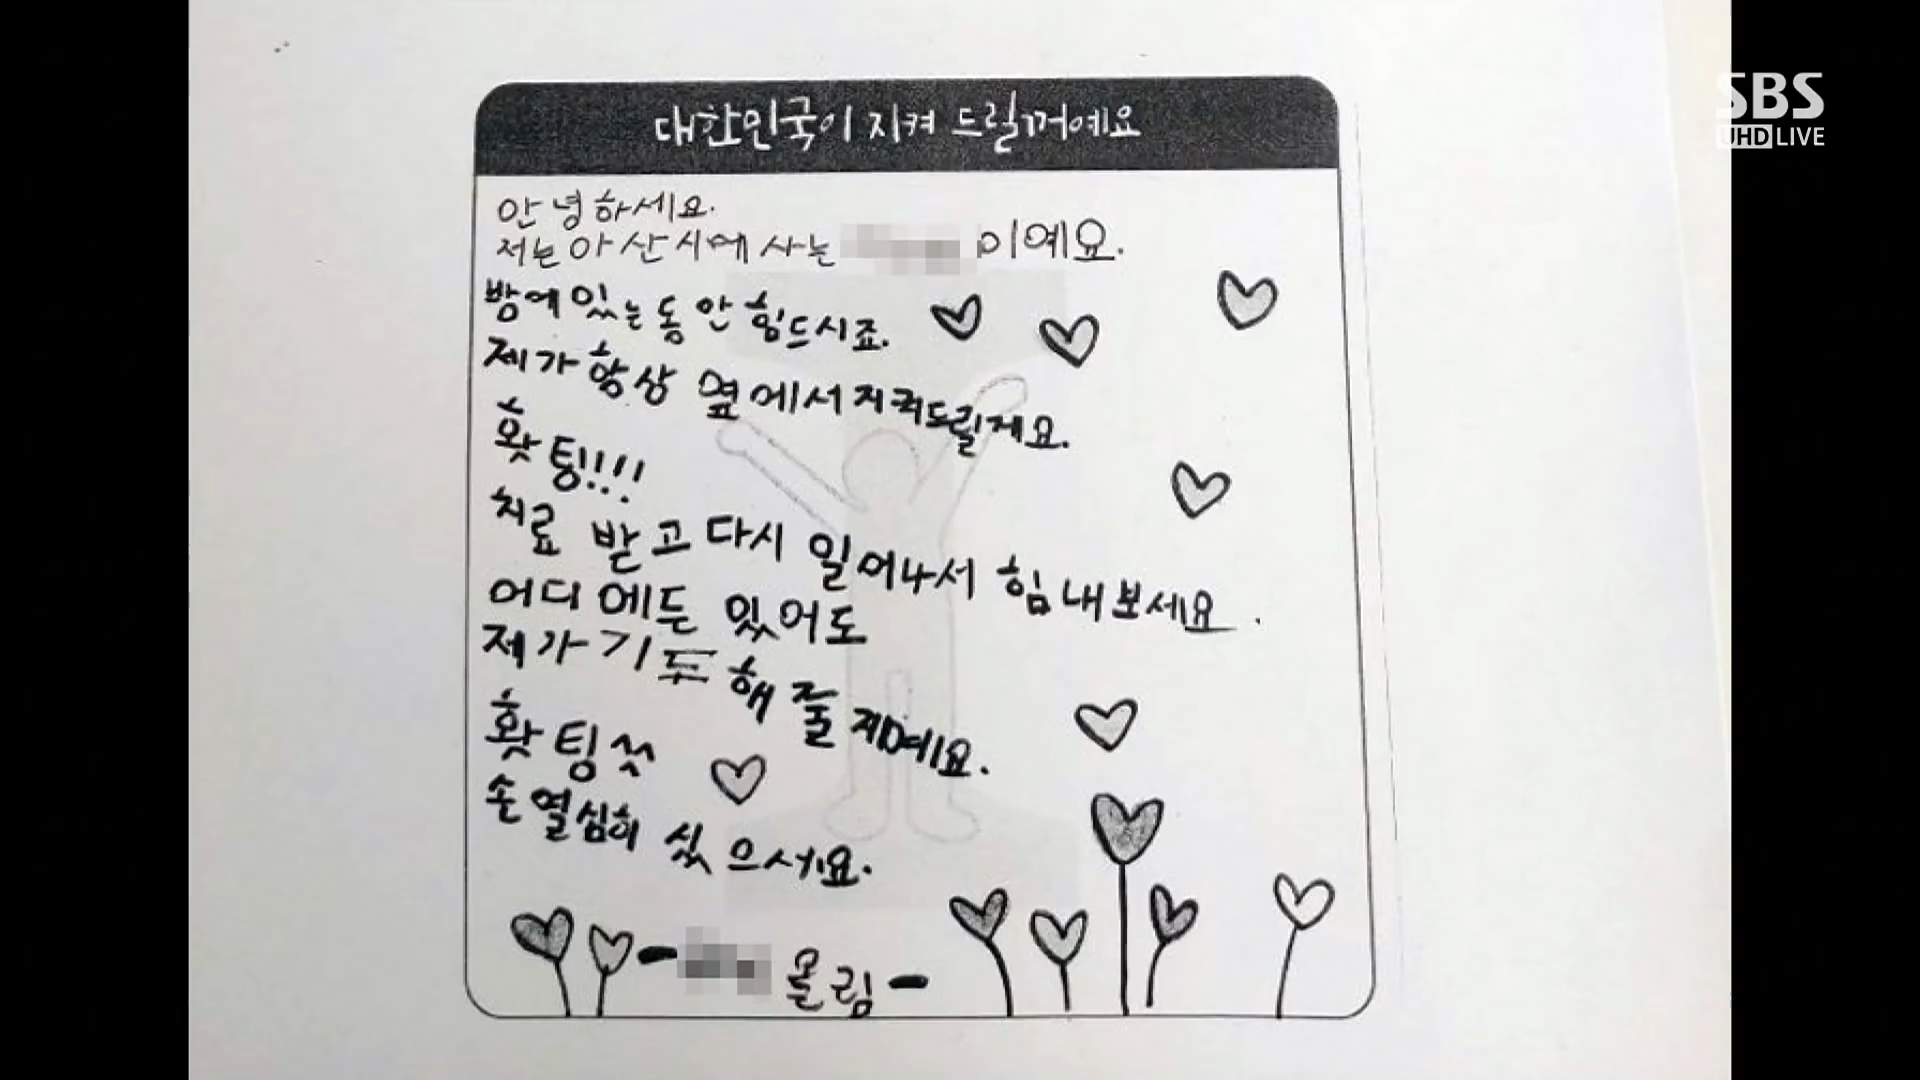 대한민국이 지켜 드릴꺼예요
SBS
UHD LIVE
안녕하세요.
저는 아산시에 사는 이예요.
방에 있는 동안 힘드시죠.
제가 항상 옆에서 지켜드릴게요.
홧팅!!!!
치료 받고 다시 일어나서 힘내보세요.
어디에든 있어도
제가 기도해 줄게예요.
홧팅
손 열심히 씼으세요.
- 올림 -